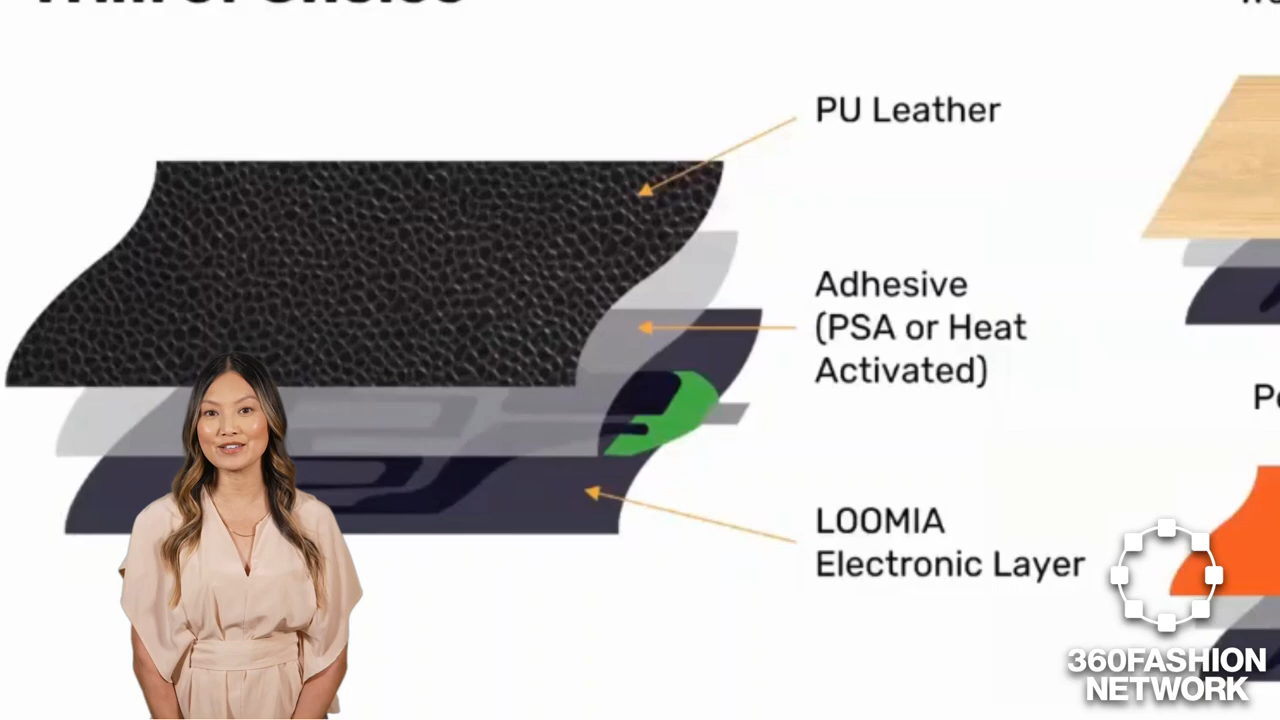 PU Leather
Adhesive
(PSA or Heat
Activated)
LOOMIA
Electronic Layer
360FASHION
NETWORK